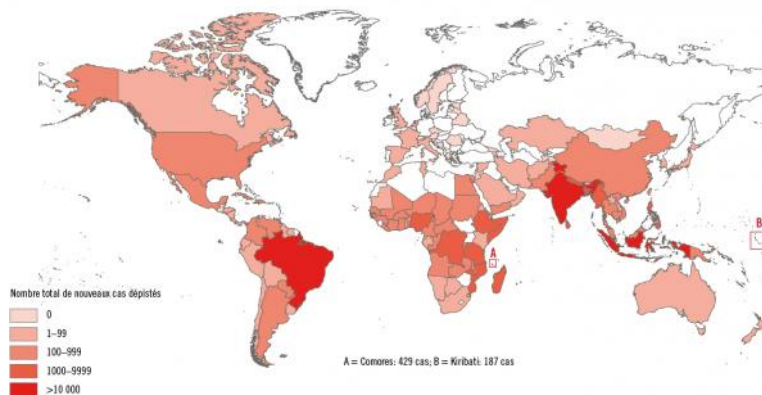 B
A
Nombre total de nouveaux cas dépistés
0
1–99
100–999
1000–9999
>10 000
A = Comores: 429 cas; B = Kiribati: 187 cas